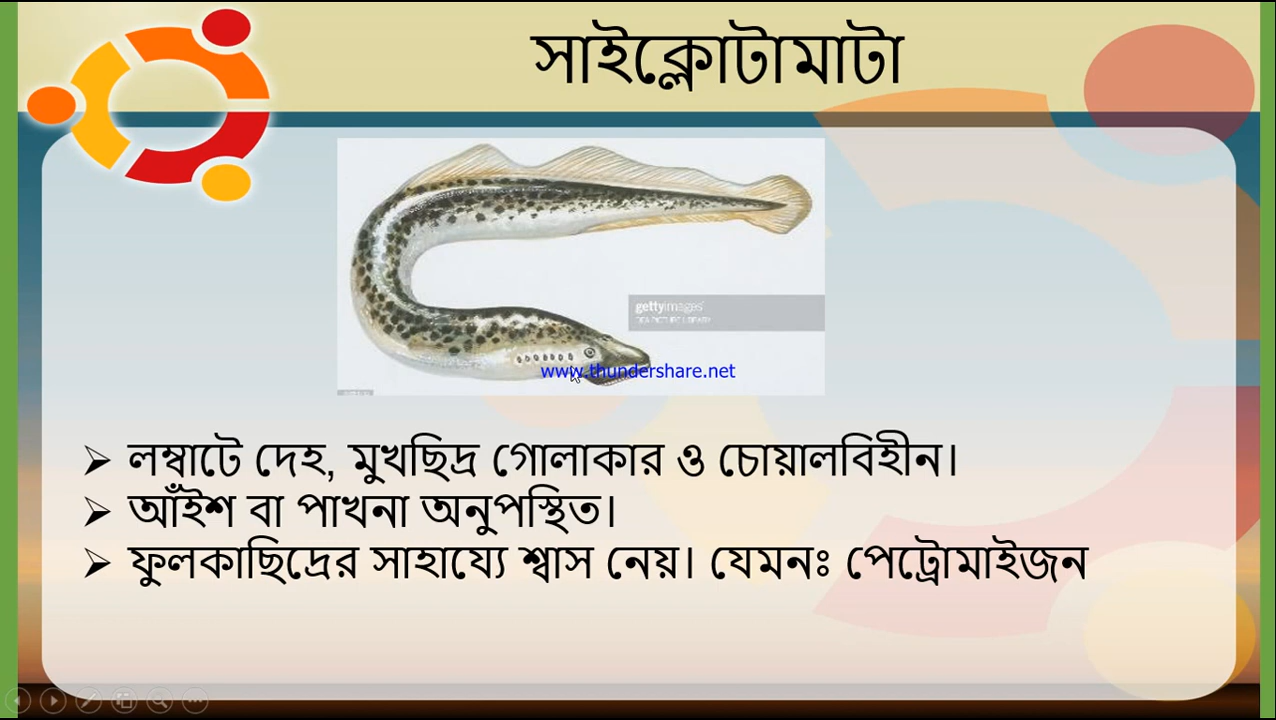 সাইক্লোটামাটা
gettyimages
www.thundershare.net
➢ লম্বাটে দেহ, মুখছিদ্র গোলাকার ও চোয়ালবিহীন।
➢ আঁইশ বা পাখনা অনুপস্থিত।
➢ ফুলকাছিদ্রের সাহায্যে শ্বাস নেয়। যেমনঃ পেট্রোমাইজন